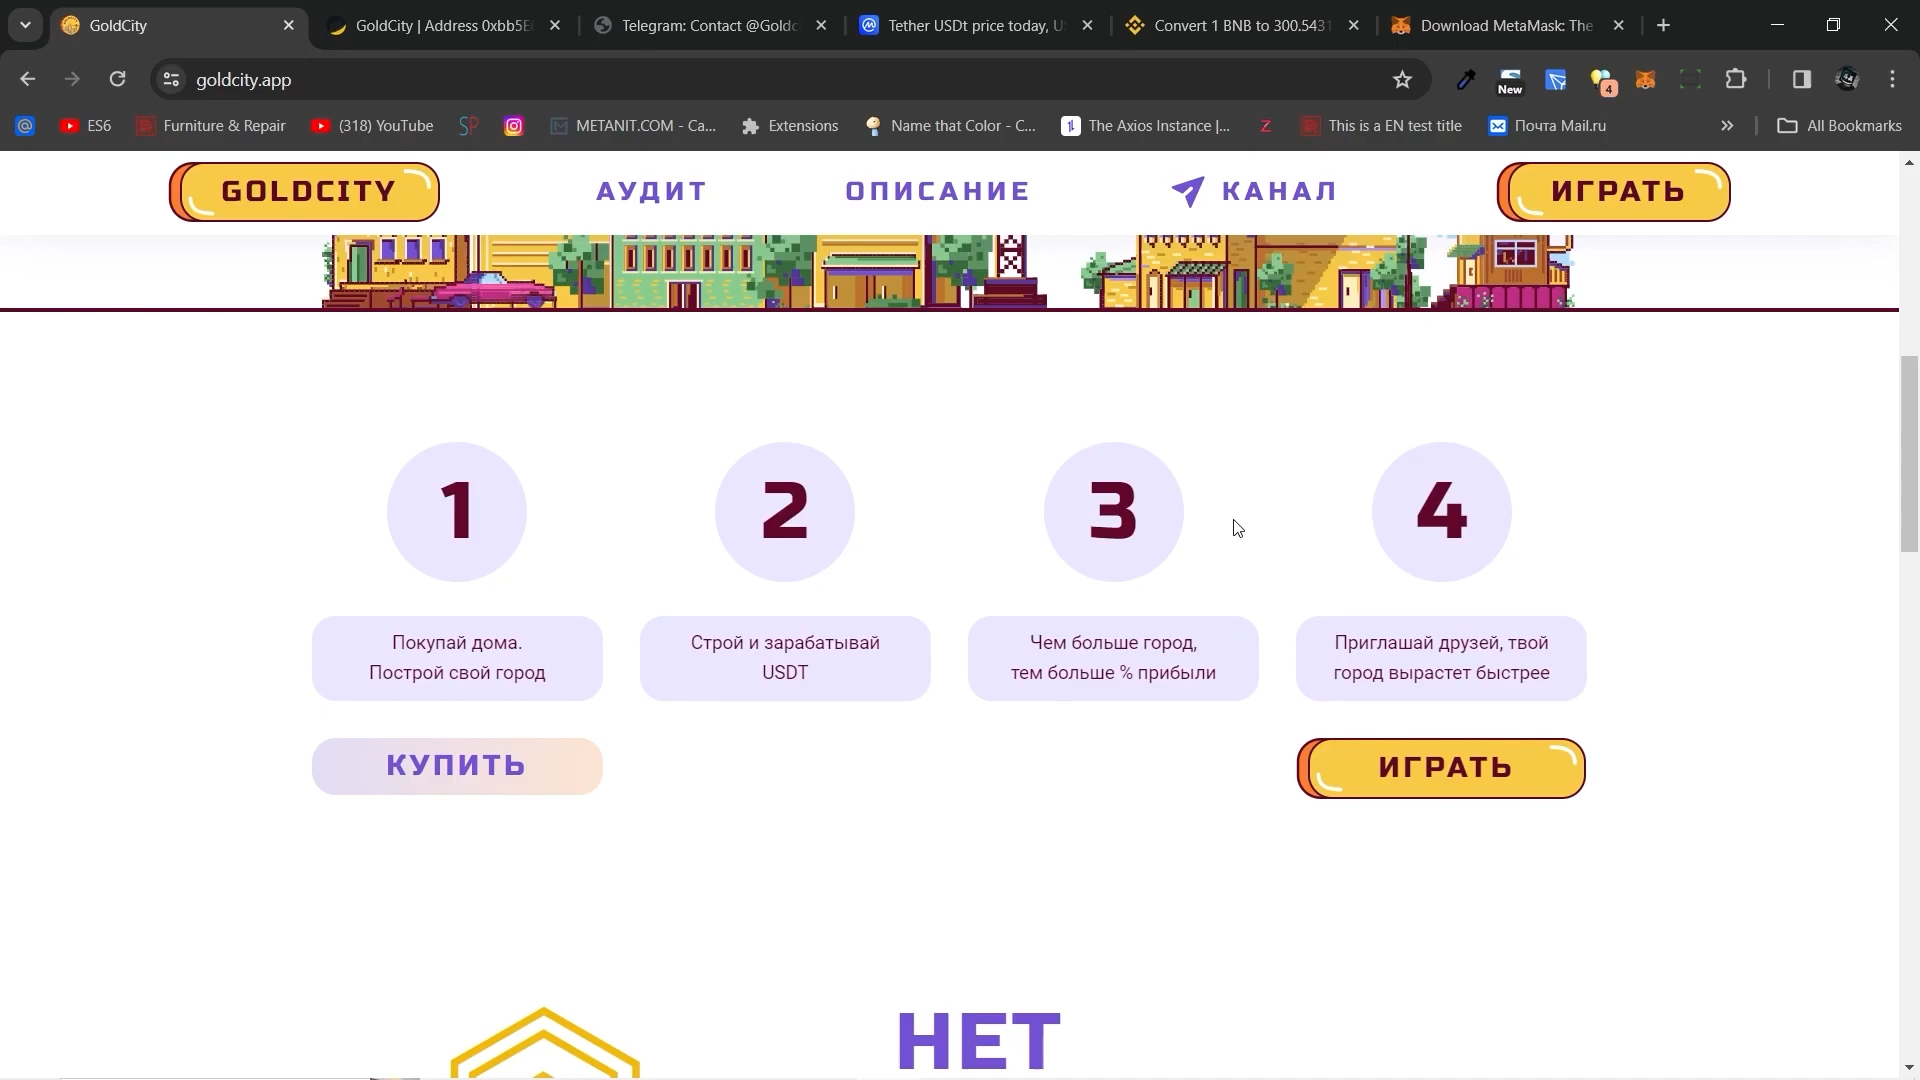 GoldCity
GoldCity | Address 0xbb5E
Telegram: Contact @Goldc
Tether USDt price today, U
Convert 1 BNB to 300.5431
Download MetaMask: The
goldcity.app
New
4
ES6
Furniture & Repair
(318) YouTube
METANIT.COM - Ca...
Extensions
Name that Color - C...
The Axios Instance |...
This is a EN test title
Почта Mail.ru
All Bookmarks
GOLDCITY
АУДИТ
ОПИСАНИЕ
КАНАЛ
ИГРАТЬ
1
2
3
4
Покупай дома.
Построй свой город
Строй и зарабатывай
USDT
Чем больше город,
тем больше % прибыли
Приглашай друзей, твой
город вырастет быстрее
КУПИТЬ
ИГРАТЬ
НЕТ